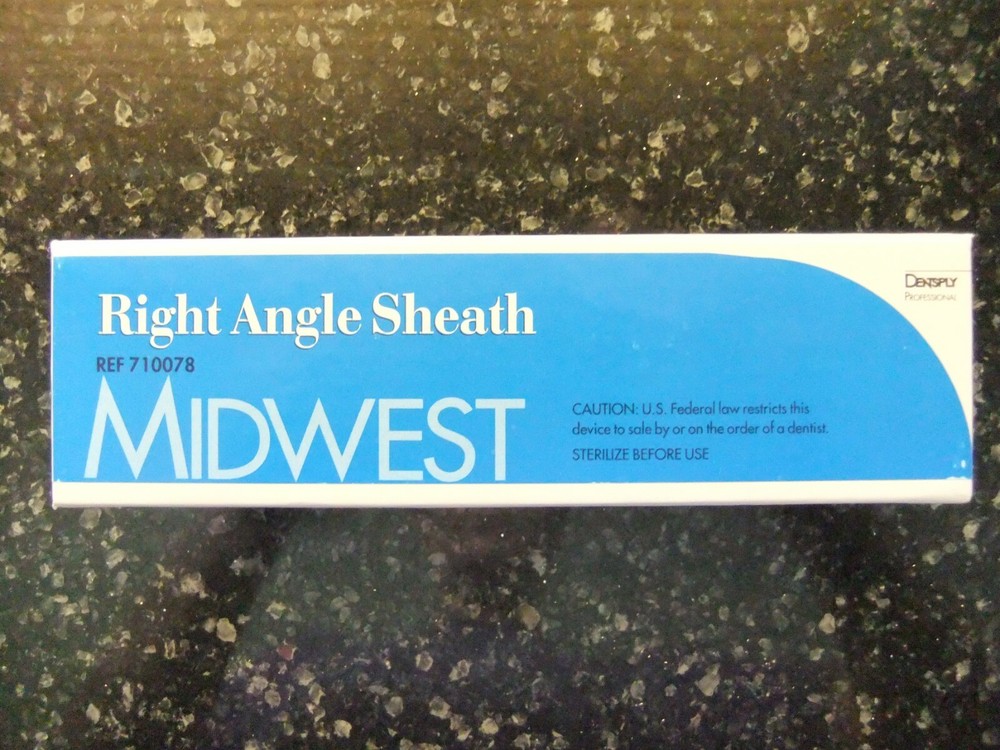 Right Angle Sheath
REF 710078
MIDWEST
DENTSPLY
PROFESSIONAL
CAUTION: U.S. Federal law restricts this
device to sale by or on the order of a dentist.
STERILIZE BEFORE USE